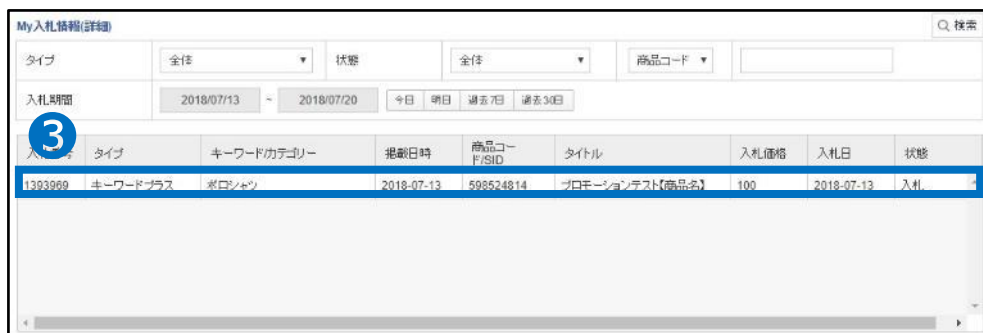 My入札情報(詳細) 検索
タイプ 全体 状態 全体 商品コード
入札期間 2018/07/13 ~ 2018/07/20 今日 明日 過去7日 過去30日
3
タイプ キーワード/カテゴリー 掲載日時 商品コー タイトル 入札価格 入札日 状態
ド/SID
1393969 キーワードプラス ポロシャツ 2018-07-13 598524814 プロモーションテスト【商品名】 100 2018-07-13 入札